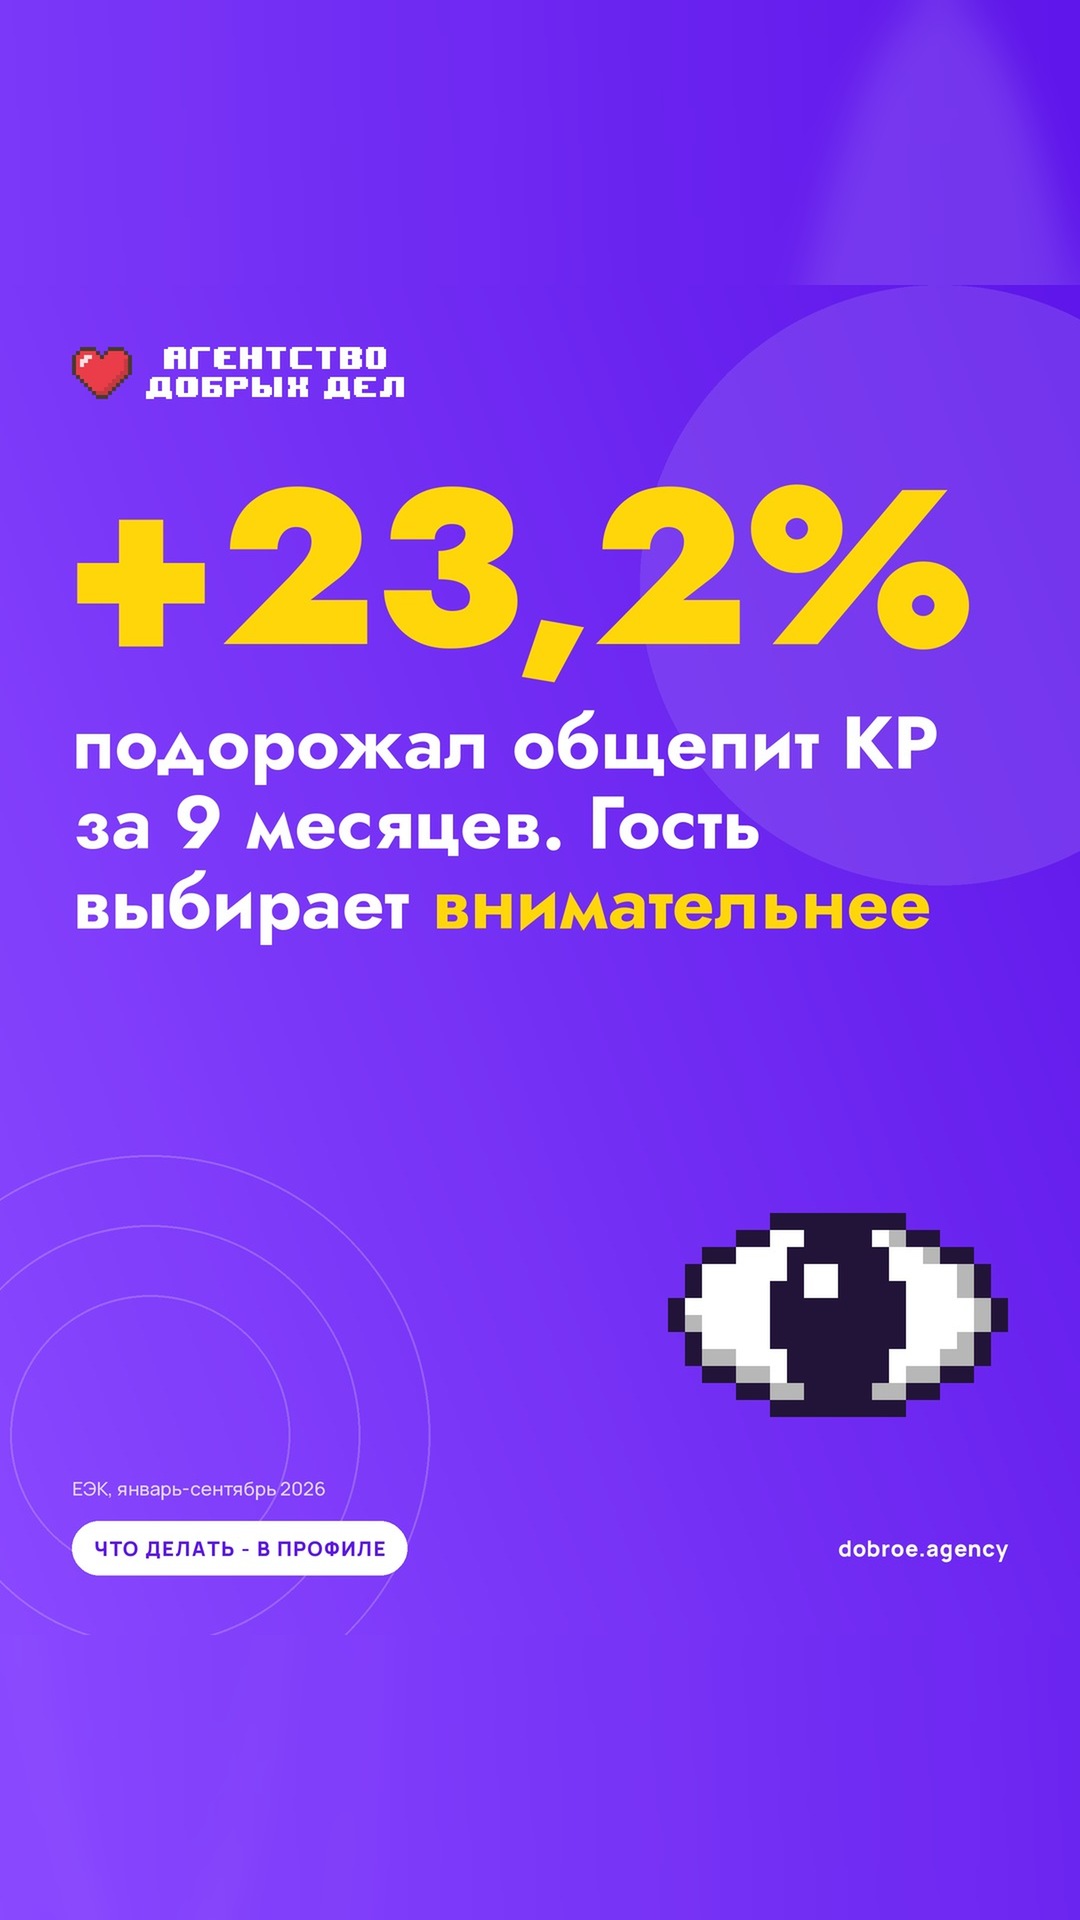 АГЕНТСТВО
ДОБРЫХ ДЕЛ
+23,2%
подорожал общепит КР
за 9 месяцев. Гость
выбирает внимательнее
ЕЭК, январь-сентябрь 2026
ЧТО ДЕЛАТЬ - В ПРОФИЛЕ
dobroe.agency